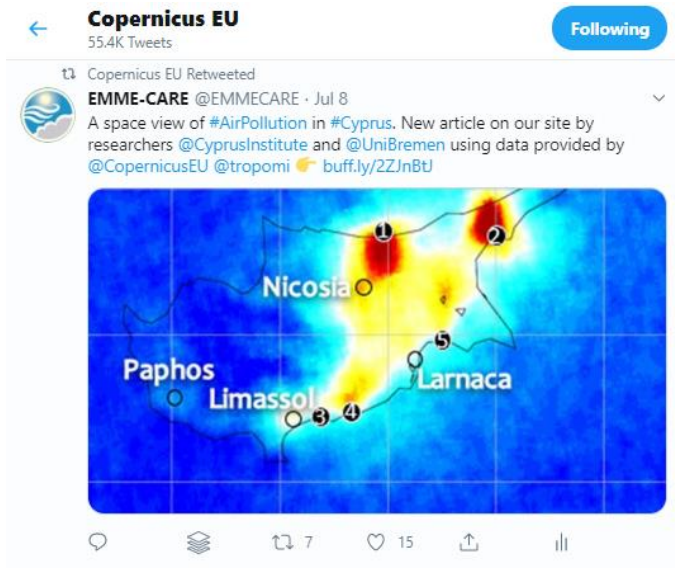 Copernicus EU
55.4K Tweets
Following
Copernicus EU Retweeted
EMME-CARE @EMMECARE · Jul 8
A space view of #AirPollution in #Cyprus. New article on our site by
researchers @CyprusInstitute and @UniBremen using data provided by
@CopernicusEU @tropomi 👉 buff.ly/2ZJnBtJ
1
2
Nicosia
5
Paphos
Larnaca
Limassol
3
4
7
15